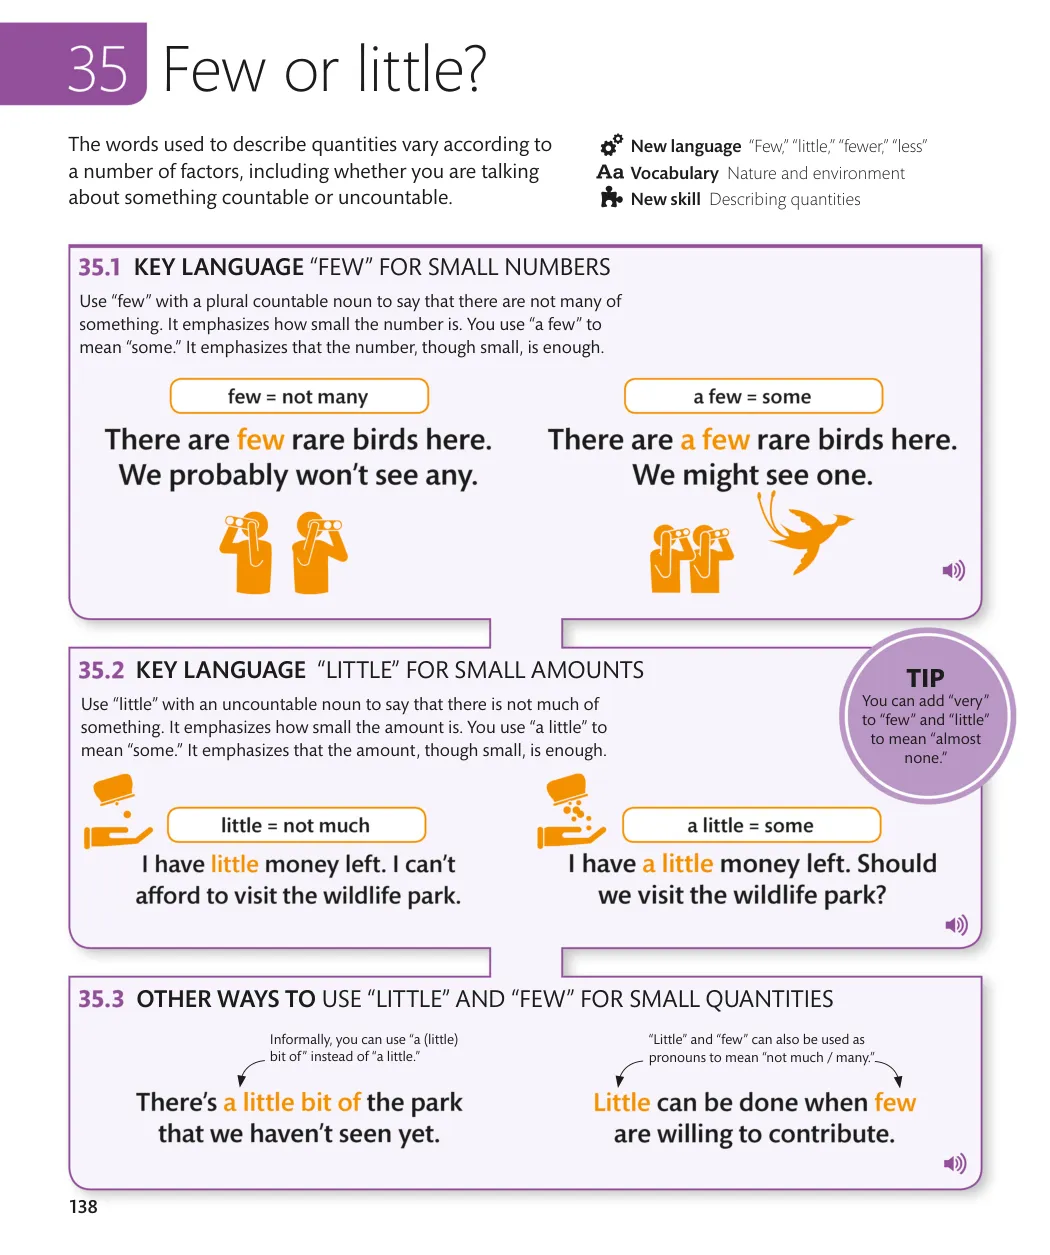 35 Few or little?
The words used to describe quantities vary according to
a number of factors, including whether you are talking
about something countable or uncountable.
New language “Few,” “little,” “fewer,” “less”
Aa Vocabulary Nature and environment
New skill Describing quantities
35.1 KEY LANGUAGE “FEW” FOR SMALL NUMBERS
Use “few” with a plural countable noun to say that there are not many of
something. It emphasizes how small the number is. You use “a few” to
mean “some.” It emphasizes that the number, though small, is enough.
few = not many
There are few rare birds here.
We probably won’t see any.
a few = some
There are a few rare birds here.
We might see one.
35.2 KEY LANGUAGE “LITTLE” FOR SMALL AMOUNTS
Use “little” with an uncountable noun to say that there is not much of
something. It emphasizes how small the amount is. You use “a little” to
mean “some.” It emphasizes that the amount, though small, is enough.
TIP
You can add “very”
to “few” and “little”
to mean “almost
none.”
little = not much
I have little money left. I can’t
afford to visit the wildlife park.
a little = some
I have a little money left. Should
we visit the wildlife park?
35.3 OTHER WAYS TO USE “LITTLE” AND “FEW” FOR SMALL QUANTITIES
Informally, you can use “a (little)
bit of” instead of “a little.”
There’s a little bit of the park
that we haven’t seen yet.
“Little” and “few” can also be used as
pronouns to mean “not much / many.”
Little can be done when few
are willing to contribute.
138